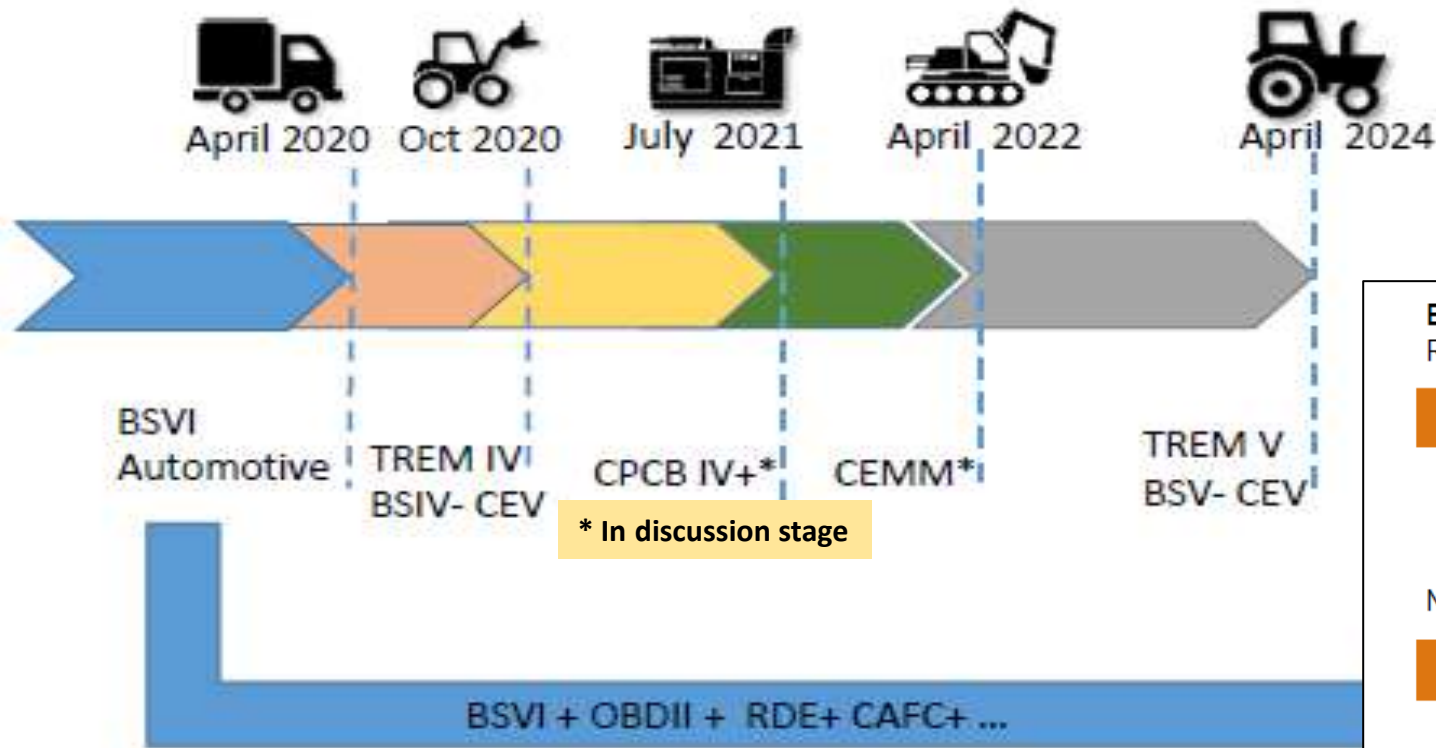 April 2020
Oct 2020
July 2021
April 2022
April 2024
BSVI
Automotive
TREM IV
BSIV- CEV
CPCB IV+*
CEMM*
TREM V
BSV- CEV
* In discussion stage
BSVI + OBDII + RDE+ CAFC+ ...